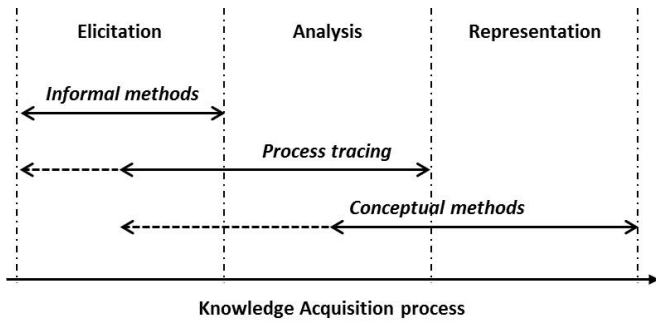 Elicitation Analysis Representation
Informal methods
Process tracing
Conceptual methods
Knowledge Acquisition process